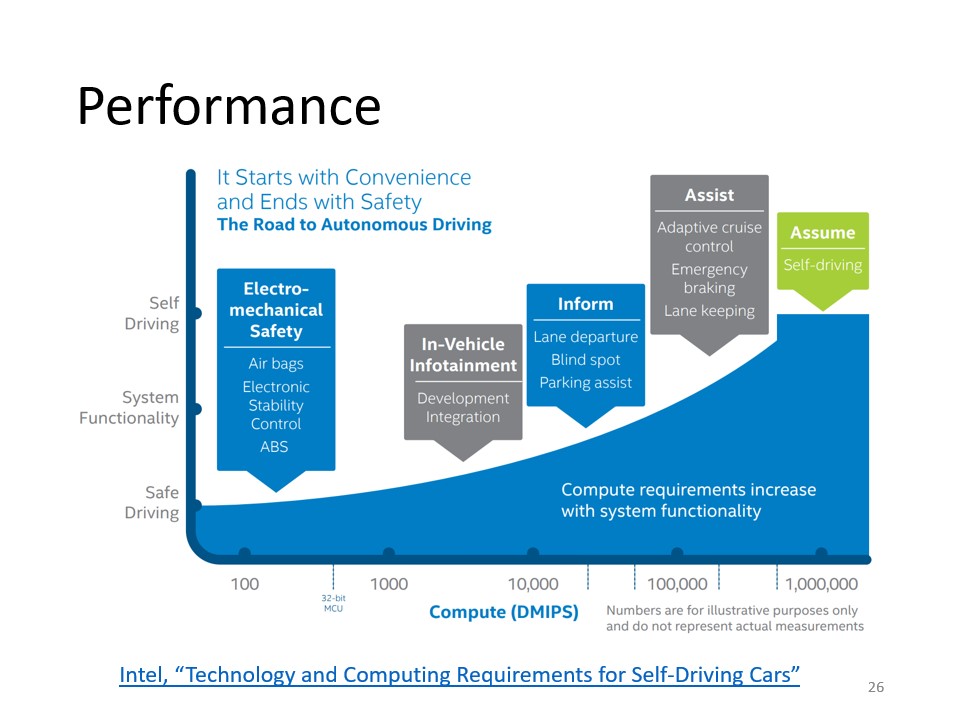 Performance
It Starts with Convenience
and Ends with Safety
The Road to Autonomous Driving
Self
Driving
System
Functionality
Safe
Driving
Electro-
mechanical
Safety
Air bags
Electronic
Stability
Control
ABS
In-Vehicle
Infotainment
Development
Integration
Inform
Lane departure
Blind spot
Parking assist
Assist
Adaptive cruise
control
Emergency
braking
Lane keeping
Assume
Self-driving
Compute requirements increase
with system functionality
100
32-bit
MCU
1000
10,000
100,000
1,000,000
Compute (DMIPS)
Numbers are for illustrative purposes only
and do not represent actual measurements
Intel, “Technology and Computing Requirements for Self-Driving Cars”
26